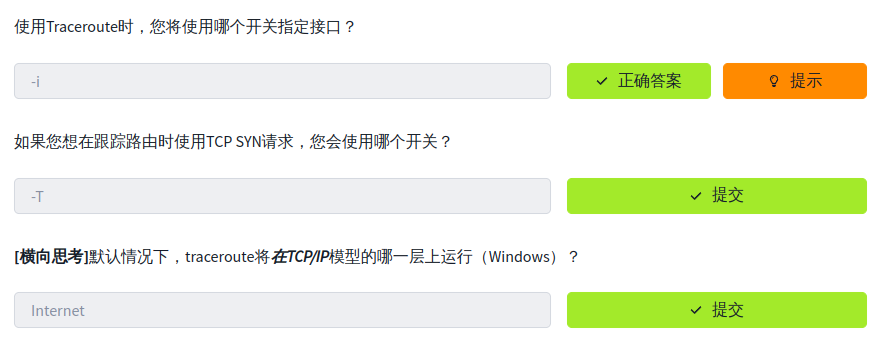 使用Traceroute时，您将使用哪个开关指定接口？
-i
正确答案
提示
如果您想在跟踪路由时使用TCP SYN请求，您会使用哪个开关？
-T
提交
[横向思考]默认情况下，traceroute将在TCP/IP模型的哪一层上运行（Windows）？
Internet
提交